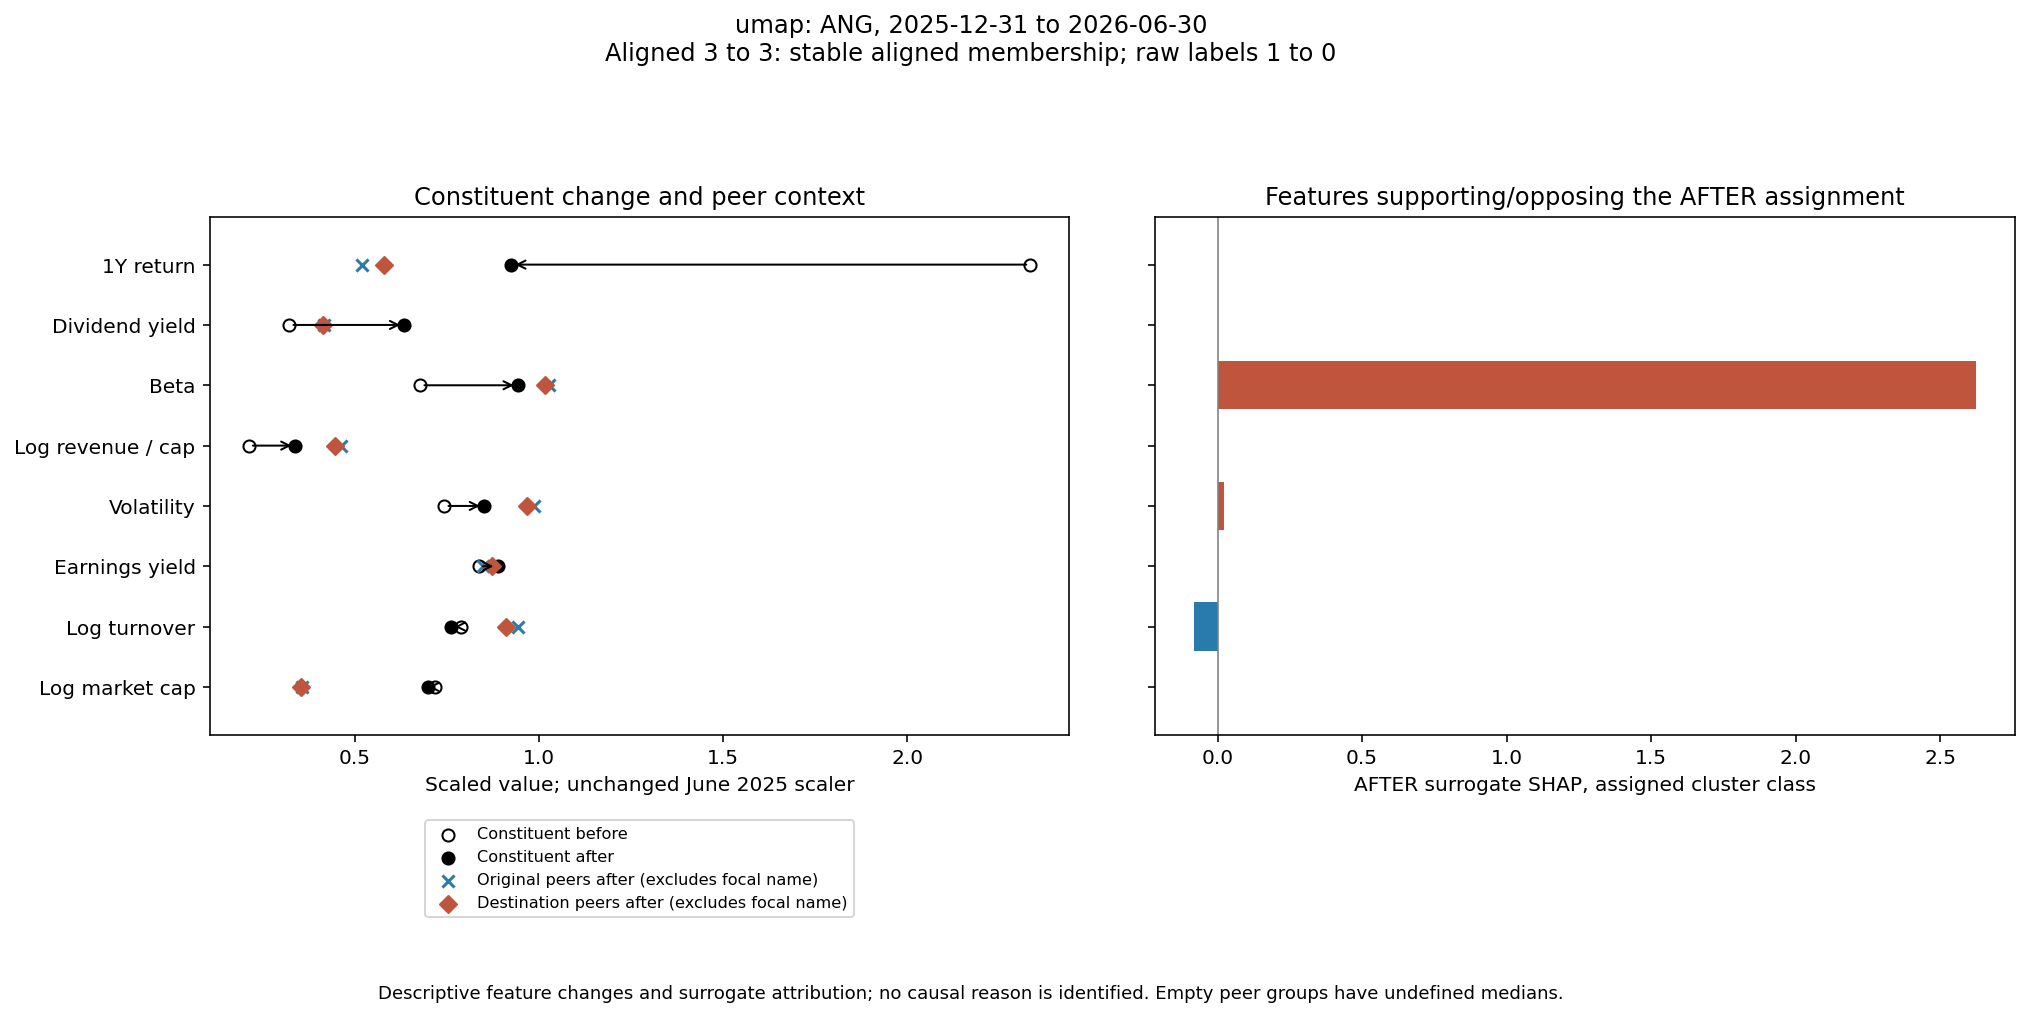 umap: ANG, 2025-12-31 to 2026-06-30
Aligned 3 to 3: stable aligned membership; raw labels 1 to 0
Constituent change and peer context
1Y return
Dividend yield
Beta
Log revenue / cap
Volatility
Earnings yield
Log turnover
Log market cap
0.5
1.0
1.5
2.0
Scaled value; unchanged June 2025 scaler
Constituent before
Constituent after
Original peers after (excludes focal name)
Destination peers after (excludes focal name)
Features supporting/opposing the AFTER assignment
0.0
0.5
1.0
1.5
2.0
2.5
AFTER surrogate SHAP, assigned cluster class
Descriptive feature changes and surrogate attribution; no causal reason is identified. Empty peer groups have undefined medians.